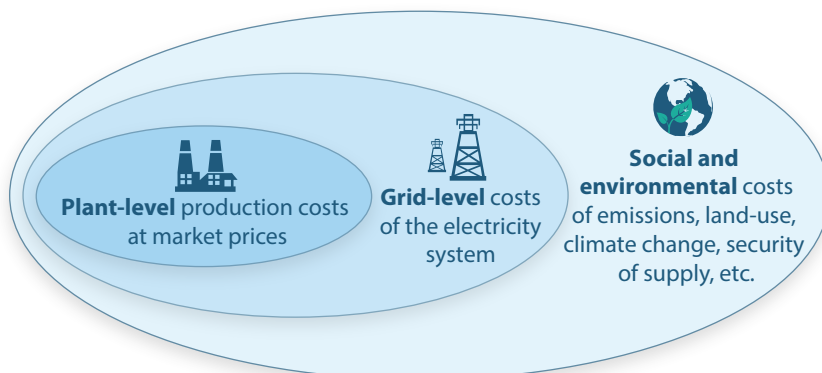 Plant-level production costs
at market prices
Grid-level costs
of the electricity
system
Social and
environmental costs
of emissions, land-use,
climate change, security
of supply, etc.